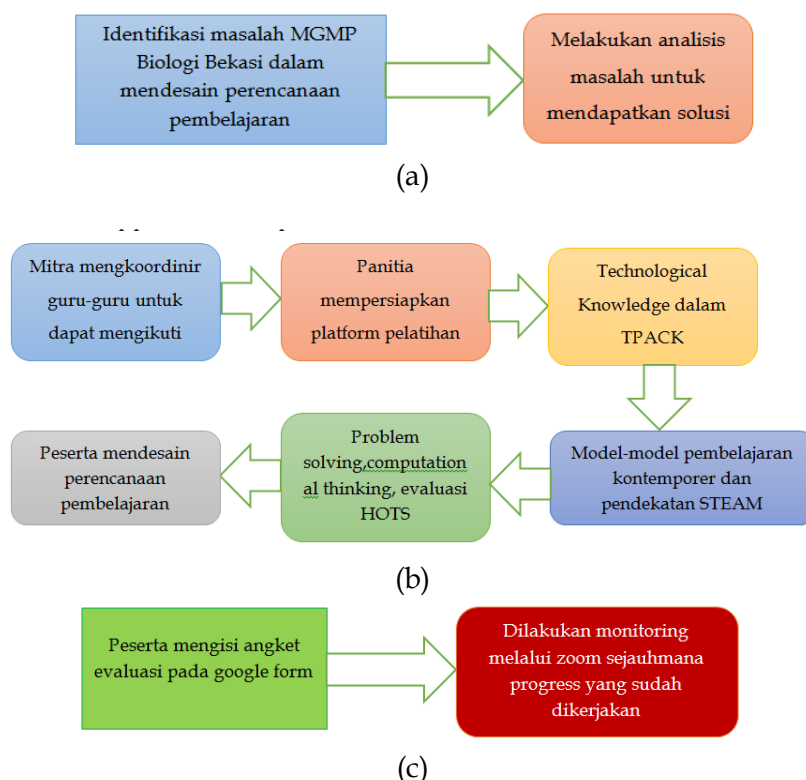 Identifikasi masalah MGMP
Biologi Bekasi dalam
mendesain perencanaan
pembelajaran
Melakukan analisis
masalah untuk
mendapatkan solusi
(a)
Mitra mengkoordinir
guru-guru untuk
dapat mengikuti
Panitia
mempersiapkan
platform pelatihan
Technological
Knowledge dalam
TPACK
Model-model pembelajaran
kontemporer dan
pendekatan STEAM
Problem
solving,computation
al thinking, evaluasi
HOTS
Peserta mendesain
perencanaan
pembelajaran
(b)
Peserta mengisi angket
evaluasi pada google form
Dilakukan monitoring
melalui zoom sejauhmana
progress yang sudah
dikerjakan
(c)